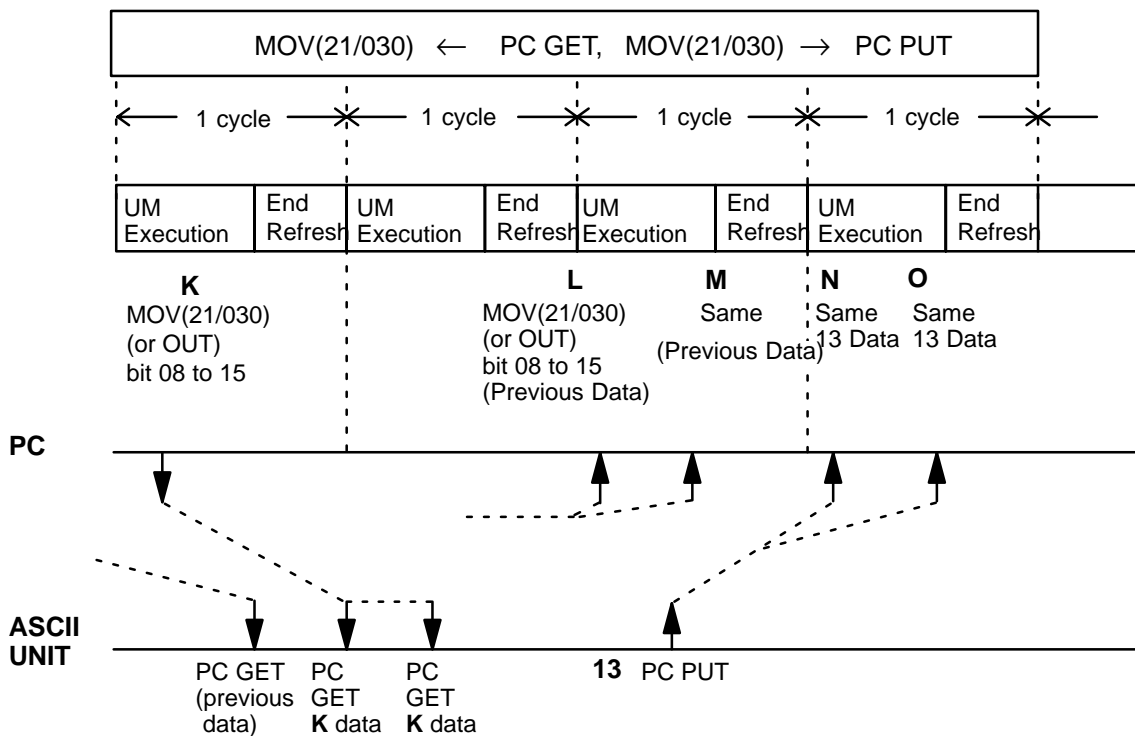 MOV(21/030) ← PC GET, MOV(21/030) → PC PUT
1 cycle 1 cycle 1 cycle 1 cycle
UM Execution
End Refresh
UM Execution
End Refresh
UM Execution
End Refresh
UM Execution
End Refresh
K
MOV(21/030)
(or OUT)
bit 08 to 15
L
MOV(21/030)
(or OUT)
bit 08 to 15
(Previous Data)
M
Same
(Previous Data)
N
Same
13 Data
O
Same
13 Data
PC
ASCII
UNIT
PC GET
(previous
data)
PC
GET
K data
PC
GET
K data
13 PC PUT